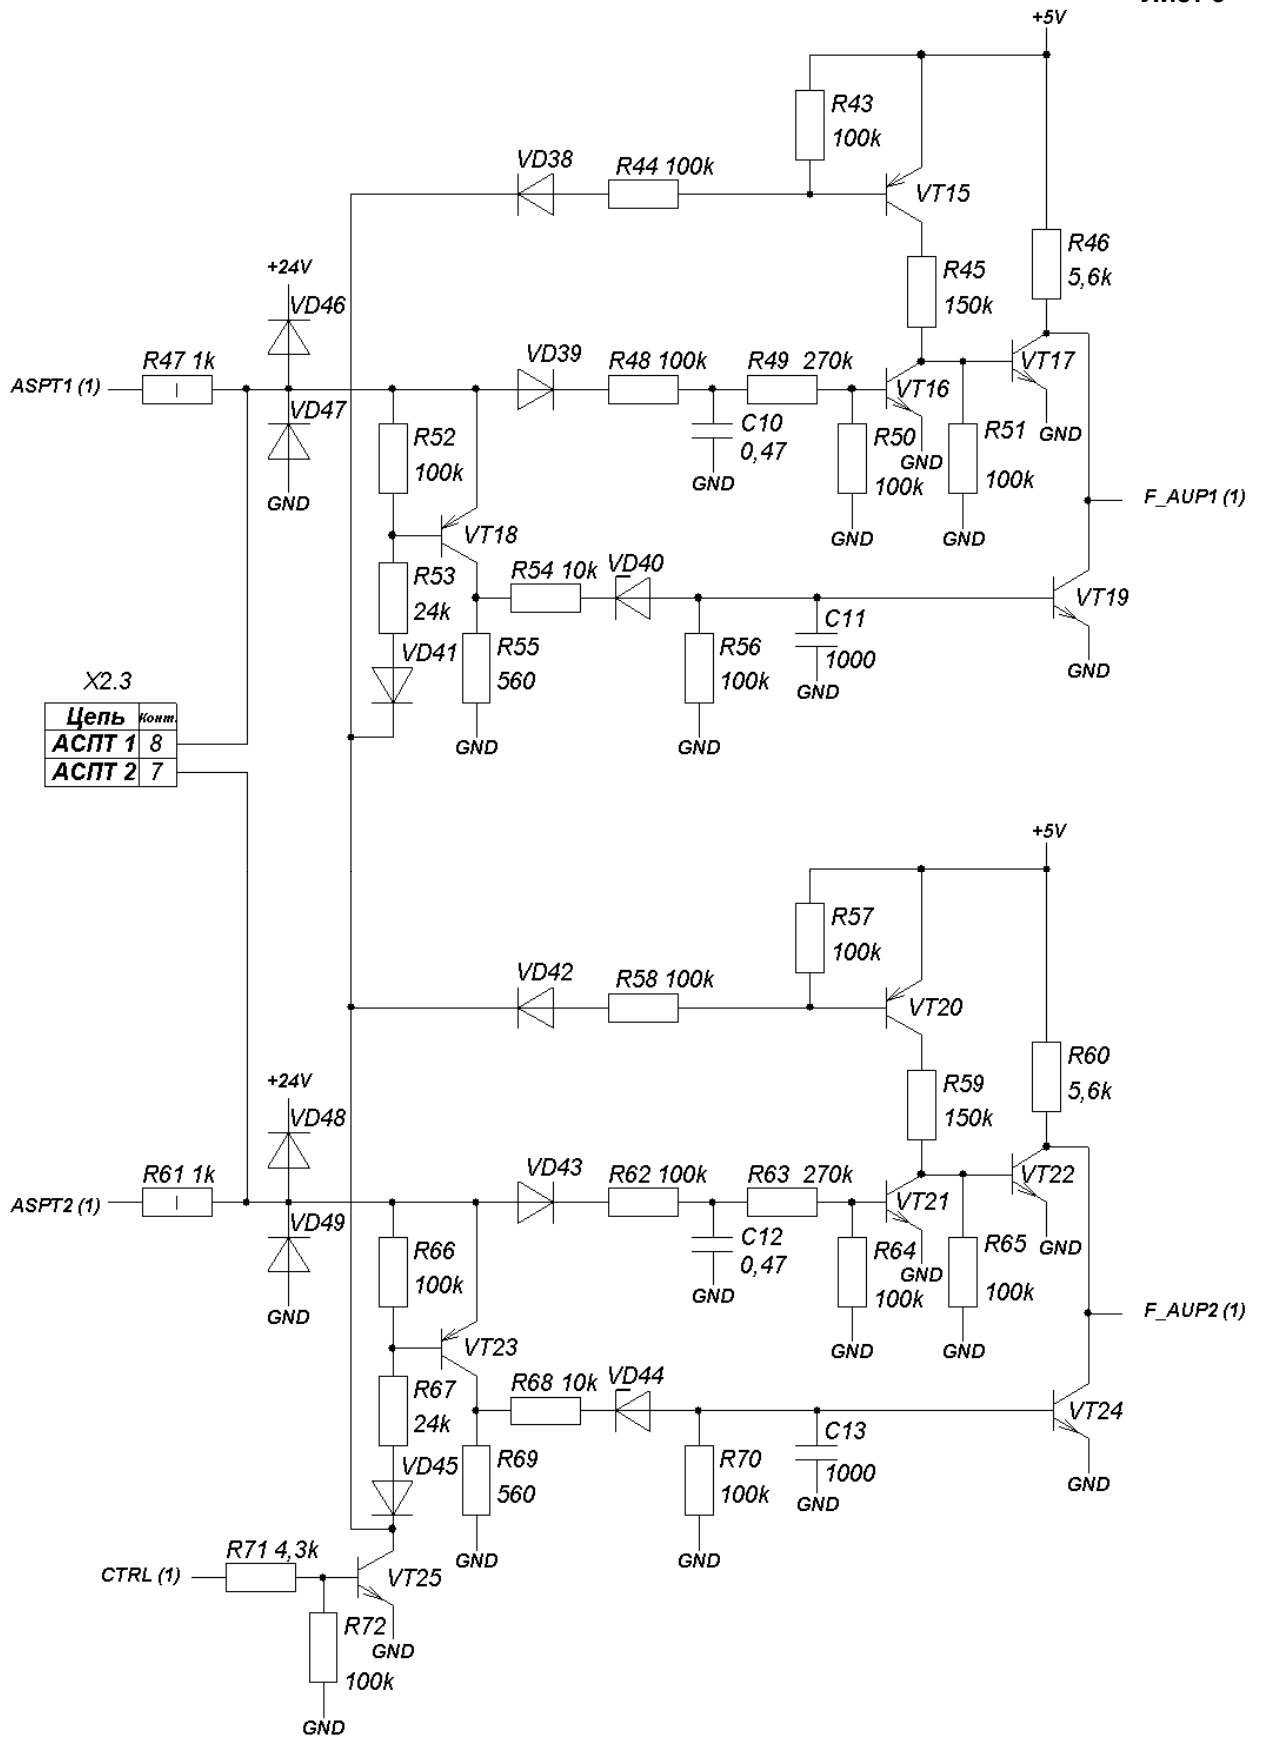 +5V
R43
100k
VD38
R44 100k
VT15
R46
5,6k
R45
150k
+24V
VD46
R47 1k
ASPT1 (1)
VD47
GND
VD39
R48 100k
R49 270k
VT16
VT17
R52
100k
C10
0,47
GND
R50
100k
GND
GND
R51
100k
GND
GND
F_AUP1 (1)
VT18
R53
24k
R54 10k
VD40
VT19
C11
1000
GND
GND
VD41
R55
560
GND
R56
100k
GND
X2.3
Цепь Конт.
АСПТ 1 8
АСПТ 2 7
+5V
R57
100k
VD42
R58 100k
VT20
R60
5,6k
R59
150k
+24V
VD48
R61 1k
ASPT2 (1)
VD49
GND
VD43
R62 100k
R63 270k
VT21
VT22
R66
100k
C12
0,47
GND
R64
100k
GND
GND
R65
100k
GND
GND
F_AUP2 (1)
VT23
R67
24k
R68 10k
VD44
VT24
C13
1000
GND
GND
VD45
R69
560
GND
R70
100k
GND
R71 4,3k
CTRL (1)
VT25
R72
100k
GND
GND